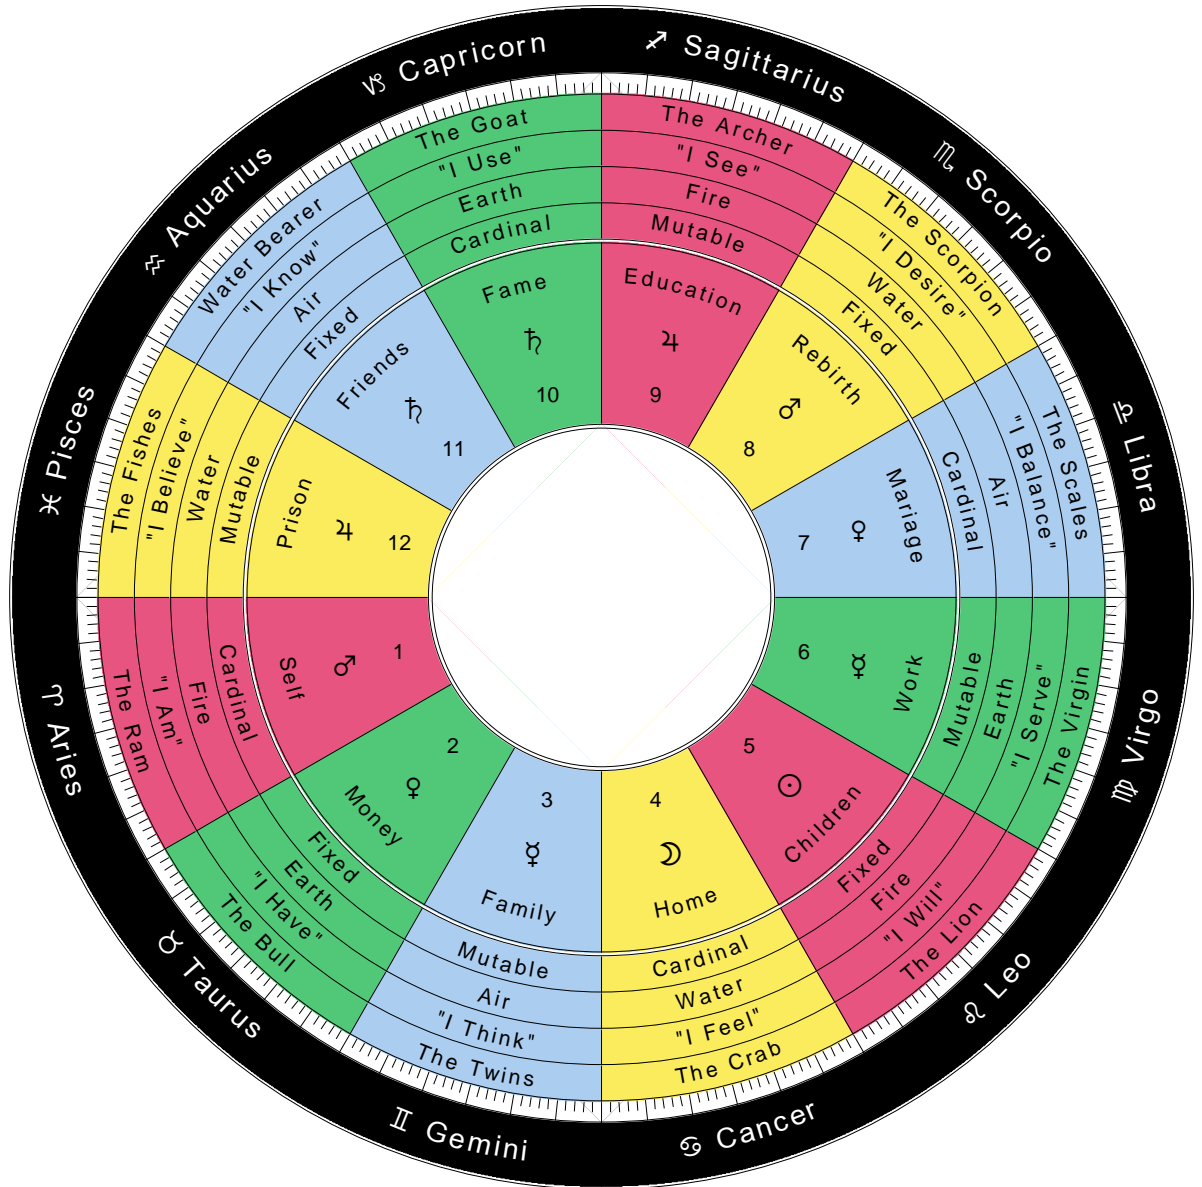 ♈ Aries
The Ram
"I Am"
Fire
Cardinal
Self
♂
1
♉ Taurus
The Bull
"I Have"
Earth
Fixed
Money
♀
2
♊ Gemini
The Twins
"I Think"
Air
Mutable
Family
☿
3
♋ Cancer
The Crab
"I Feel"
Water
Cardinal
Home
☽
4
♌ Leo
The Lion
"I Will"
Fire
Fixed
Children
☉
5
♍ Virgo
The Virgin
"I Serve"
Earth
Mutable
Work
☿
6
♎ Libra
The Scales
"I Balance"
Air
Cardinal
Mariage
♀
7
♏ Scorpio
The Scorpion
"I Desire"
Water
Fixed
Rebirth
♂
8
♐ Sagittarius
The Archer
"I See"
Fire
Mutable
Education
♃
9
♑ Capricorn
The Goat
"I Use"
Earth
Cardinal
Fame
♄
10
♒ Aquarius
Water Bearer
"I Know"
Air
Fixed
Friends
♄
11
♓ Pisces
The Fishes
"I Believe"
Water
Mutable
Prison
♃
12